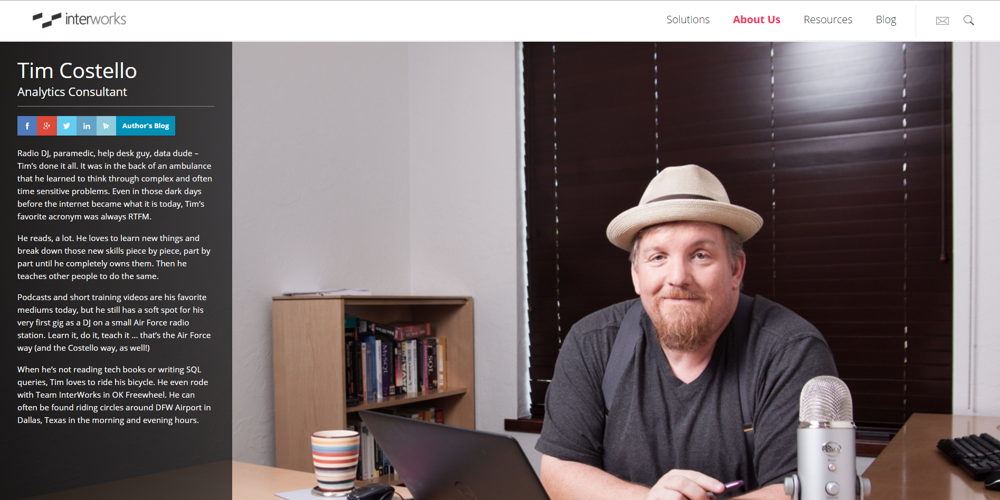 interworks
Solutions
About Us
Resources
Blog
Tim Costello
Analytics Consultant
Author's Blog
Radio DJ, paramedic, help desk guy, data dude –
Tim's done it all. It was in the back of an ambulance
that he learned to think through complex and often
time sensitive problems. Even in those dark days
before the internet became what it is today, Tim's
favorite acronym was always RTFM.
He reads, a lot. He loves to learn new things and
break down those new skills piece by piece, part by
part until he completely owns them. Then he
teaches other people to do the same.
Podcasts and short training videos are his favorite
mediums today, but he still has a soft spot for his
very first gig as a DJ on a small Air Force radio
station. Learn it, do it, teach it ... that's the Air Force
way (and the Costello way, as well!)
When he's not reading tech books or writing SQL
queries, Tim loves to ride his bicycle. He even rode
with Team InterWorks in OK Freewheel. He can
often be found riding circles around DFW Airport in
Dallas, Texas in the morning and evening hours.
MySQL
SQL
Blue